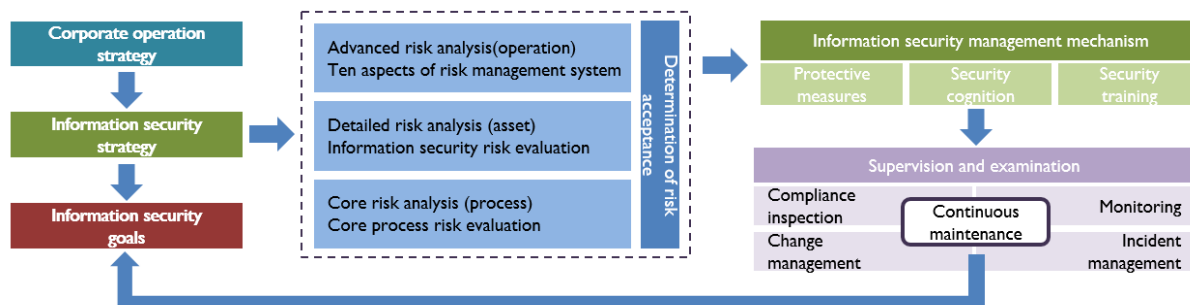 Corporate operation
strategy
Information security
strategy
Information security
goals
Advanced risk analysis(operation)
Ten aspects of risk management system
Detailed risk analysis (asset)
Information security risk evaluation
Core risk analysis (process)
Core process risk evaluation
Determination of risk
acceptance
Information security management mechanism
Protective
measures
Security
cognition
Security
training
Supervision and examination
Compliance
inspection
Monitoring
Continuous
maintenance
Change
management
Incident
management